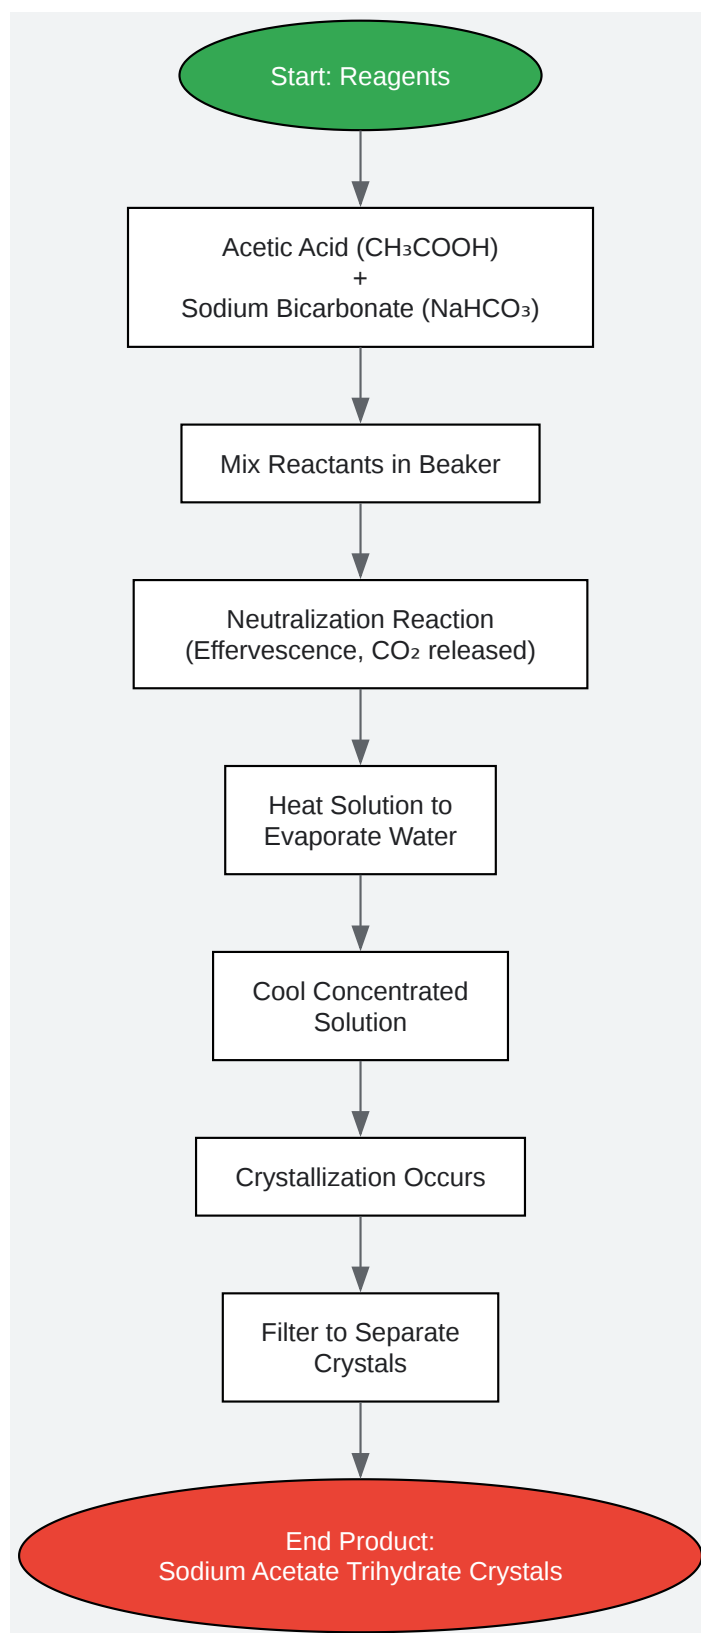 Start: Reagents
Acetic Acid (CH₃COOH)
+
Sodium Bicarbonate (NaHCO₃)
Mix Reactants in Beaker
Neutralization Reaction
(Effervescence, CO₂ released)
Heat Solution to
Evaporate Water
Cool Concentrated
Solution
Crystallization Occurs
Filter to Separate
Crystals
End Product:
Sodium Acetate Trihydrate Crystals